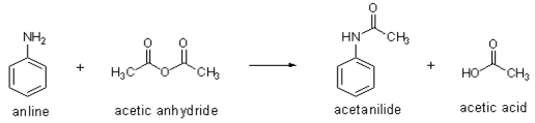 NH2
+
O O
H3C O CH3
O
HN CH3
+
O
HO CH3
anline
acetic anhydride
acetanilide
acetic acid